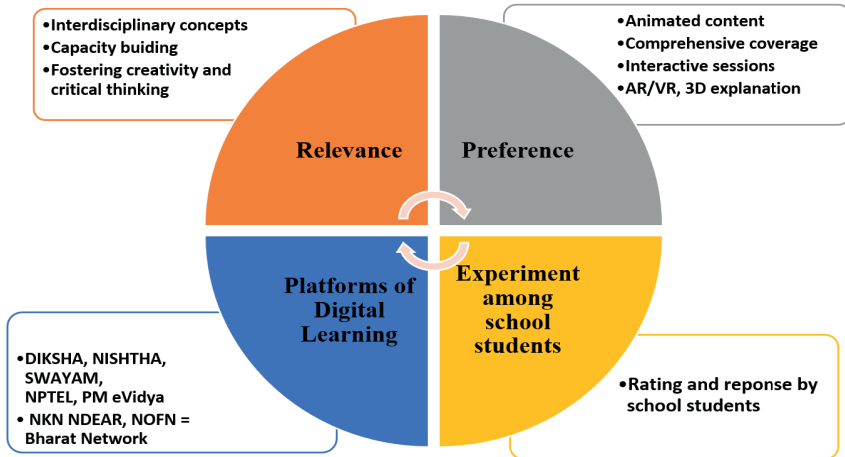 •Interdisciplinary concepts
•Capacity buiding
•Fostering creativity and
critical thinking
•Animated content
•Comprehensive coverage
•Interactive sessions
•AR/VR, 3D explanation
Relevance
Preference
Platforms of
Digital
Learning
Experiment
among
school
students
•DIKSHA, NISHTHA,
SWAYAM,
NPTEL, PM eVidya
• NKN NDEAR, NOFN =
Bharat Network
•Rating and reponse by
school students